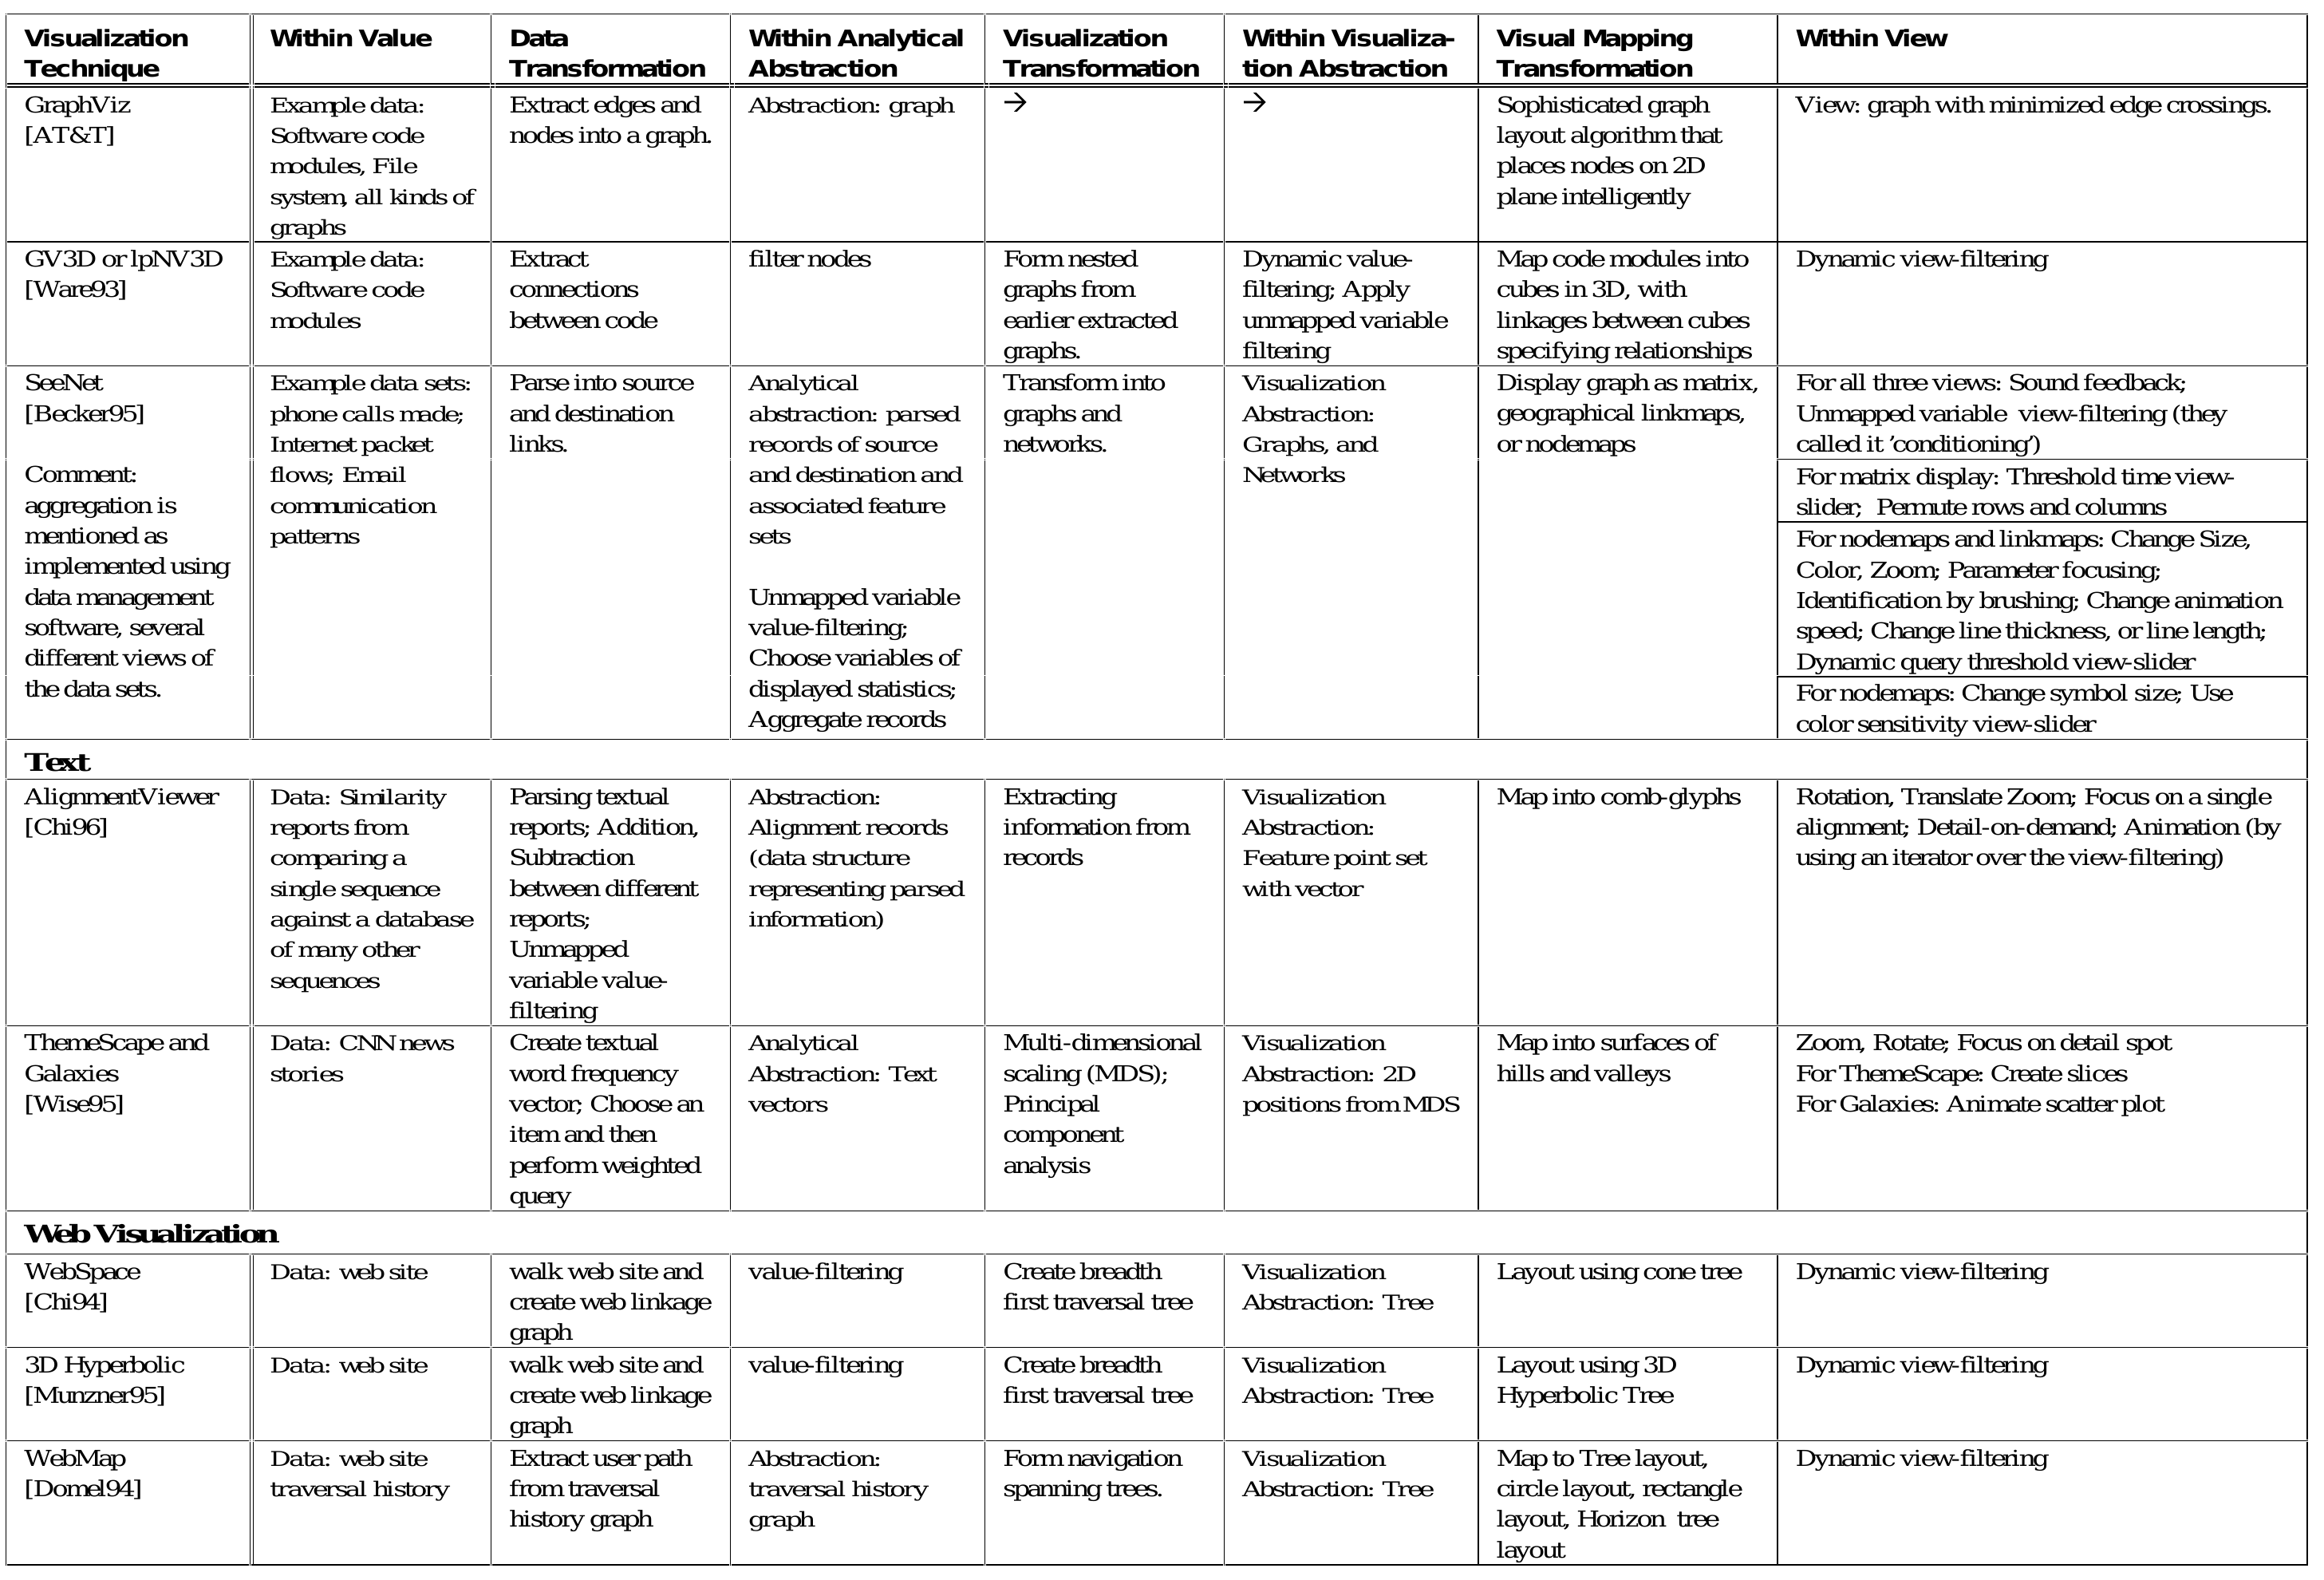 Visualization
Technique
Within Value
Data
Transformation
Within Analytical
Abstraction
Visualization
Transformation
Within Visualiza-
tion Abstraction
Visual Mapping
Transformation
Within View
GraphViz
[AT&T]
Example data:
Software code
modules, File
system, all kinds of
graphs
Extract edges and
nodes into a graph.
Abstraction: graph
→
→
Sophisticated graph
layout algorithm that
places nodes on 2D
plane intelligently
View: graph with minimized edge crossings.
GV3D or lpNV3D
[Ware93]
Example data:
Software code
modules
Extract
connections
between code
filter nodes
Form nested
graphs from
earlier extracted
graphs.
Dynamic value-
filtering; Apply
unmapped variable
filtering
Map code modules into
cubes in 3D, with
linkages between cubes
specifying relationships
Dynamic view-filtering
SeeNet
[Becker95]
Comment:
aggregation is
mentioned as
implemented using
data management
software, several
different views of
the data sets.
Example data sets:
phone calls made;
Internet packet
flows; Email
communication
patterns
Parse into source
and destination
links.
Analytical
abstraction: parsed
records of source
and destination and
associated feature
sets
Unmapped variable
value-filtering;
Choose variables of
displayed statistics;
Aggregate records
Transform into
graphs and
networks.
Visualization
Abstraction:
Graphs, and
Networks
Display graph as matrix,
geographical linkmaps,
or nodemaps
For all three views: Sound feedback;
Unmapped variable view-filtering (they
called it 'conditioning')
For matrix display: Threshold time view-
slider; Permute rows and columns
For nodemaps and linkmaps: Change Size,
Color, Zoom; Parameter focusing;
Identification by brushing; Change animation
speed; Change line thickness, or line length;
Dynamic query threshold view-slider
For nodemaps: Change symbol size; Use
color sensitivity view-slider
Text
AlignmentViewer
[Chi96]
Data: Similarity
reports from
comparing a
single sequence
against a database
of many other
sequences
Parsing textual
reports; Addition,
Subtraction
between different
reports;
Unmapped
variable value-
filtering
Abstraction:
Alignment records
(data structure
representing parsed
information)
Extracting
information from
records
Visualization
Abstraction:
Feature point set
with vector
Map into comb-glyphs
Rotation, Translate Zoom; Focus on a single
alignment; Detail-on-demand; Animation (by
using an iterator over the view-filtering)
ThemeScape and
Galaxies
[Wise95]
Data: CNN news
stories
Create textual
word frequency
vector; Choose an
item and then
perform weighted
query
Analytical
Abstraction: Text
vectors
Multi-dimensional
scaling (MDS);
Principal
component
analysis
Visualization
Abstraction: 2D
positions from MDS
Map into surfaces of
hills and valleys
Zoom, Rotate; Focus on detail spot
For ThemeScape: Create slices
For Galaxies: Animate scatter plot
Web Visualization
WebSpace
[Chi94]
Data: web site
walk web site and
create web linkage
graph
value-filtering
Create breadth
first traversal tree
Visualization
Abstraction: Tree
Layout using cone tree
Dynamic view-filtering
3D Hyperbolic
[Munzner95]
Data: web site
walk web site and
create web linkage
graph
value-filtering
Create breadth
first traversal tree
Visualization
Abstraction: Tree
Layout using 3D
Hyperbolic Tree
Dynamic view-filtering
WebMap
[Domel94]
Data: web site
traversal history
Extract user path
from traversal
history graph
Abstraction:
traversal history
graph
Form navigation
spanning trees.
Visualization
Abstraction: Tree
Map to Tree layout,
circle layout, rectangle
layout, Horizon tree
layout
Dynamic view-filtering